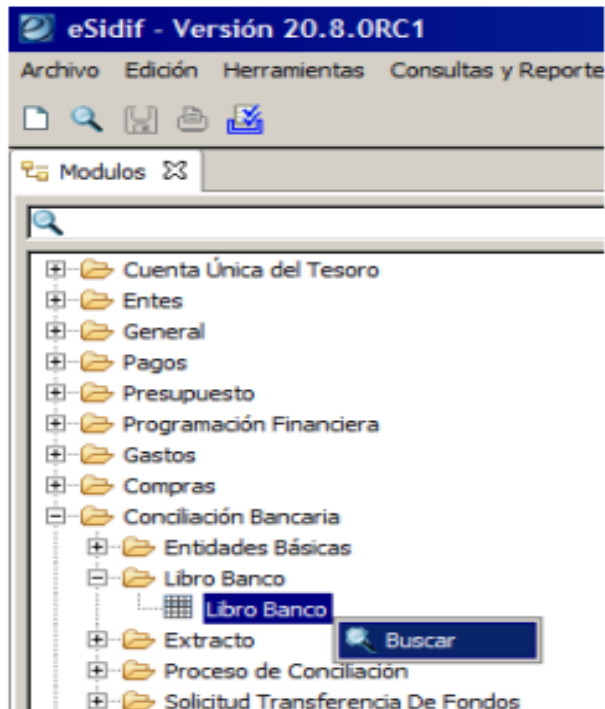 eSidif - Versión 20.8.0RC1
Archivo Edición Herramientas Consultas y Reporte
Modulos
Cuenta Única del Tesoro
Entes
General
Pagos
Presupuesto
Programación Financiera
Gastos
Compras
Conciliación Bancaria
Entidades Básicas
Libro Banco
Libro Banco
Buscar
Extracto
Proceso de Conciliación
Solicitud Transferencia De Fondos